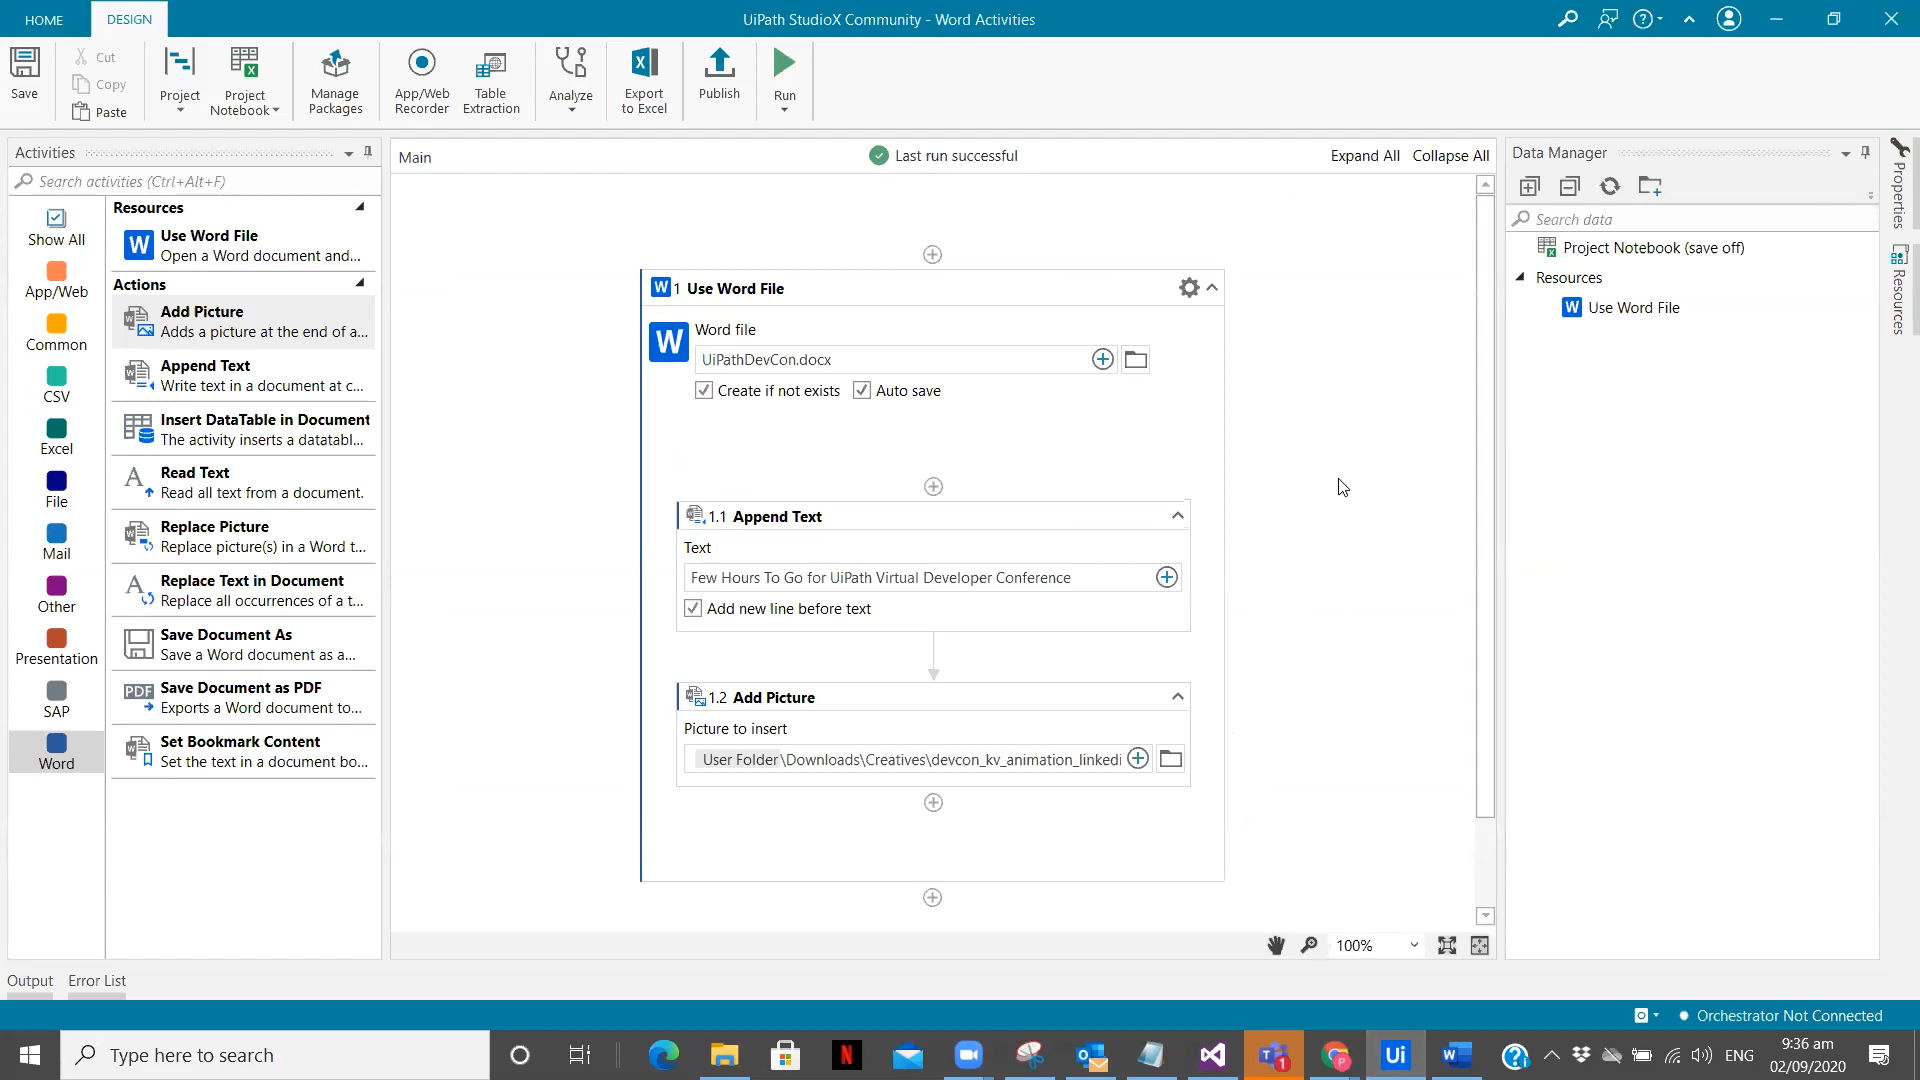 HOME
DESIGN
UiPath StudioX Community - Word Activities
Save
Cut
Copy
Paste
Project
Project Notebook
Manage Packages
App/Web Recorder
Table Extraction
Analyze
Export to Excel
Publish
Run
Activities
Search activities (Ctrl+Alt+F)
Show All
App/Web
Common
CSV
Excel
File
Mail
Other
Presentation
SAP
Word
Resources
Use Word File
Open a Word document and...
Actions
Add Picture
Adds a picture at the end of a...
Append Text
Write text in a document at c...
Insert DataTable in Document
The activity inserts a datatabl...
Read Text
Read all text from a document.
Replace Picture
Replace picture(s) in a Word t...
Replace Text in Document
Replace all occurrences of a t...
Save Document As
Save a Word document as a...
PDF
Save Document as PDF
Exports a Word document to...
Set Bookmark Content
Set the text in a document bo...
Main
Last run successful
Expand All
Collapse All
1 Use Word File
Word file
UiPathDevCon.docx
Create if not exists
Auto save
1.1 Append Text
Text
Few Hours To Go for UiPath Virtual Developer Conference
Add new line before text
1.2 Add Picture
Picture to insert
User Folder\Downloads\Creatives\devcon_kv_animation_linkedi
100%
Data Manager
Search data
Project Notebook (save off)
Resources
Use Word File
Properties
Resources
Output
Error List
Orchestrator Not Connected
Type here to search
ENG
9:36 am
02/09/2020